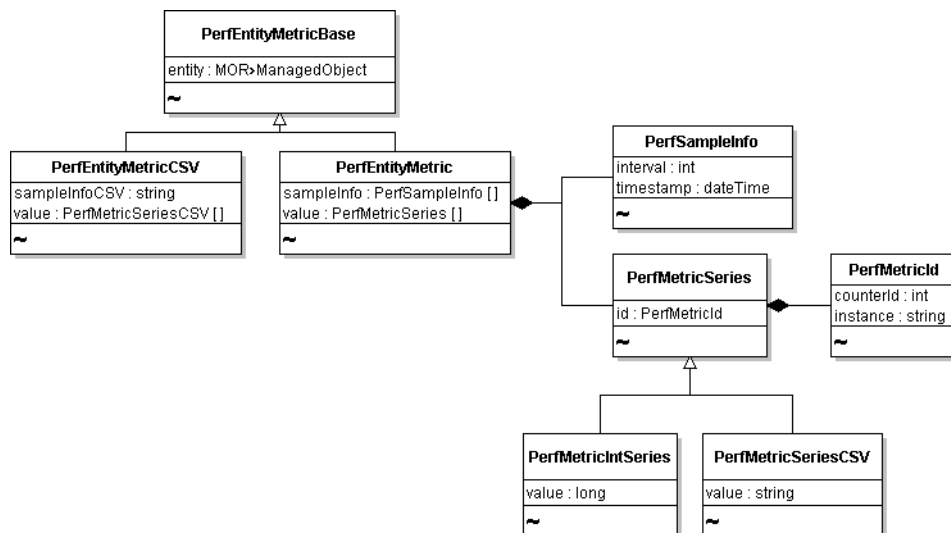 PerfEntityMetricBase
entity : MOR>ManagedObject
~
PerfEntityMetricCSV
sampleInfoCSV : string
value : PerfMetricSeriesCSV [ ]
~
PerfEntityMetric
sampleInfo : PerfSampleInfo [ ]
value : PerfMetricSeries [ ]
~
PerfSampleInfo
interval : int
timestamp : dateTime
~
PerfMetricSeries
id : PerfMetricId
~
PerfMetricId
counterId : int
instance : string
~
PerfMetricIntSeries
value : long
~
PerfMetricSeriesCSV
value : string
~